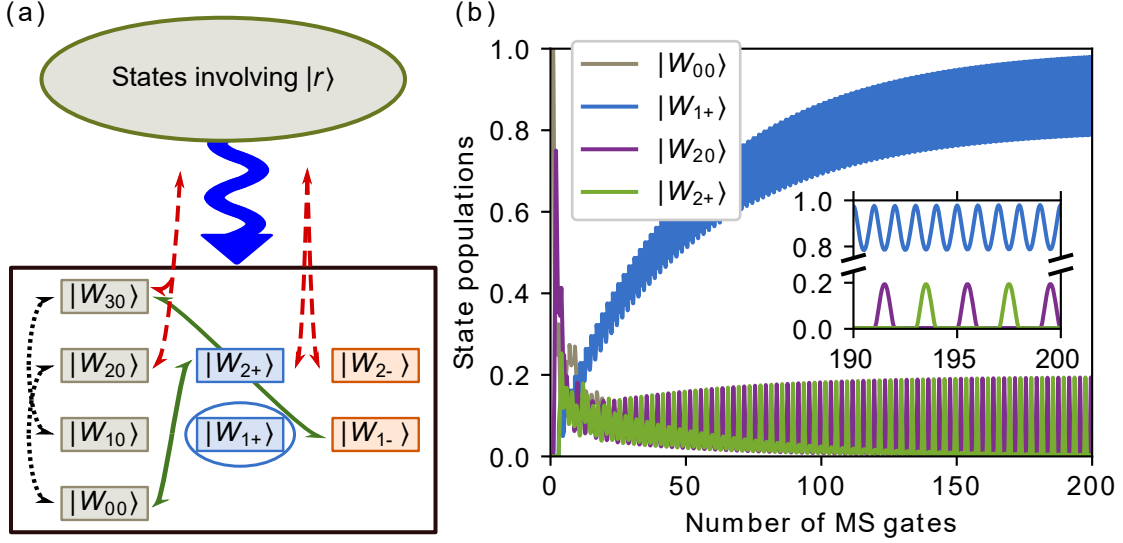 (a)
States involving |r⟩
|W₃₀⟩
|W₂₀⟩ |W₂₊⟩ |W₂₋⟩
|W₁₀⟩ |W₁₊⟩ |W₁₋⟩
|W₀₀⟩
(b)
State populations
1.0
0.8
0.6
0.4
0.2
0.0
|W₀₀⟩
|W₁₊⟩
|W₂₀⟩
|W₂₊⟩
1.0
0.8
0.2
0.0
190 195 200
0 50 100 150 200
Number of MS gates